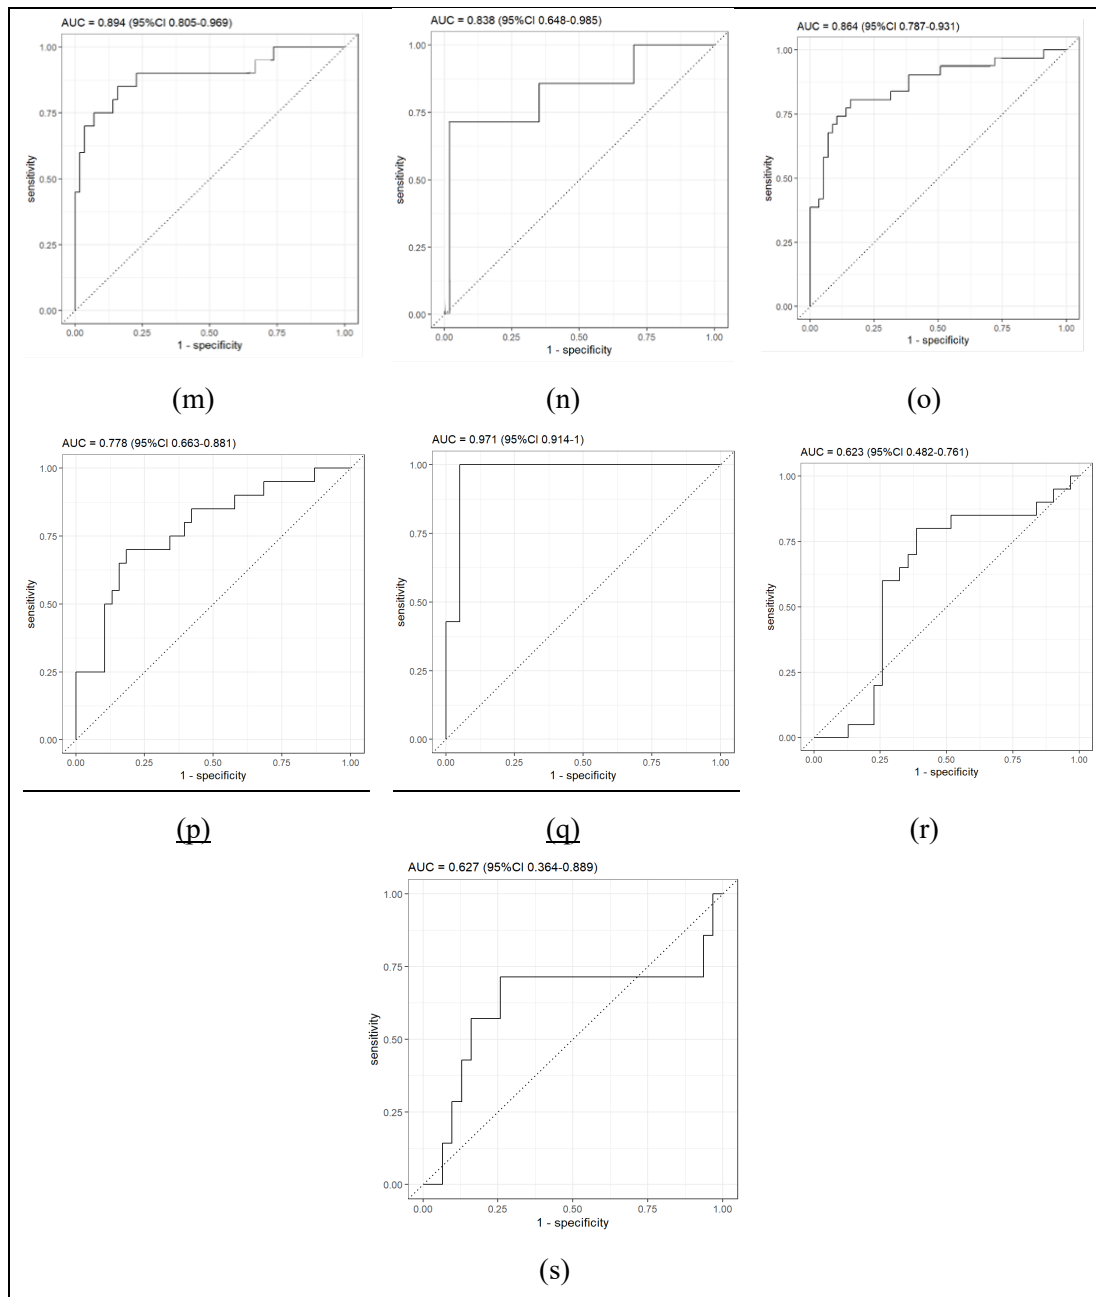 AUC = 0.894 (95%CI 0.805-0.969)
1.00
0.75
0.50
0.25
0.00
sensitivity
0.00 0.25 0.50 0.75 1.00
1 - specificity
(m)
AUC = 0.838 (95%CI 0.648-0.985)
1.00
0.75
0.50
0.25
0.00
sensitivity
0.00 0.25 0.50 0.75 1.00
1 - specificity
(n)
AUC = 0.864 (95%CI 0.787-0.931)
1.00
0.75
0.50
0.25
0.00
sensitivity
0.00 0.25 0.50 0.75 1.00
1 - specificity
(o)
AUC = 0.778 (95%CI 0.663-0.881)
1.00
0.75
0.50
0.25
0.00
sensitivity
0.00 0.25 0.50 0.75 1.00
1 - specificity
(p)
AUC = 0.971 (95%CI 0.914-1)
1.00
0.75
0.50
0.25
0.00
sensitivity
0.00 0.25 0.50 0.75 1.00
1 - specificity
(q)
AUC = 0.623 (95%CI 0.482-0.761)
1.00
0.75
0.50
0.25
0.00
sensitivity
0.00 0.25 0.50 0.75 1.00
1 - specificity
(r)
AUC = 0.627 (95%CI 0.364-0.889)
1.00
0.75
0.50
0.25
0.00
sensitivity
0.00 0.25 0.50 0.75 1.00
1 - specificity
(s)